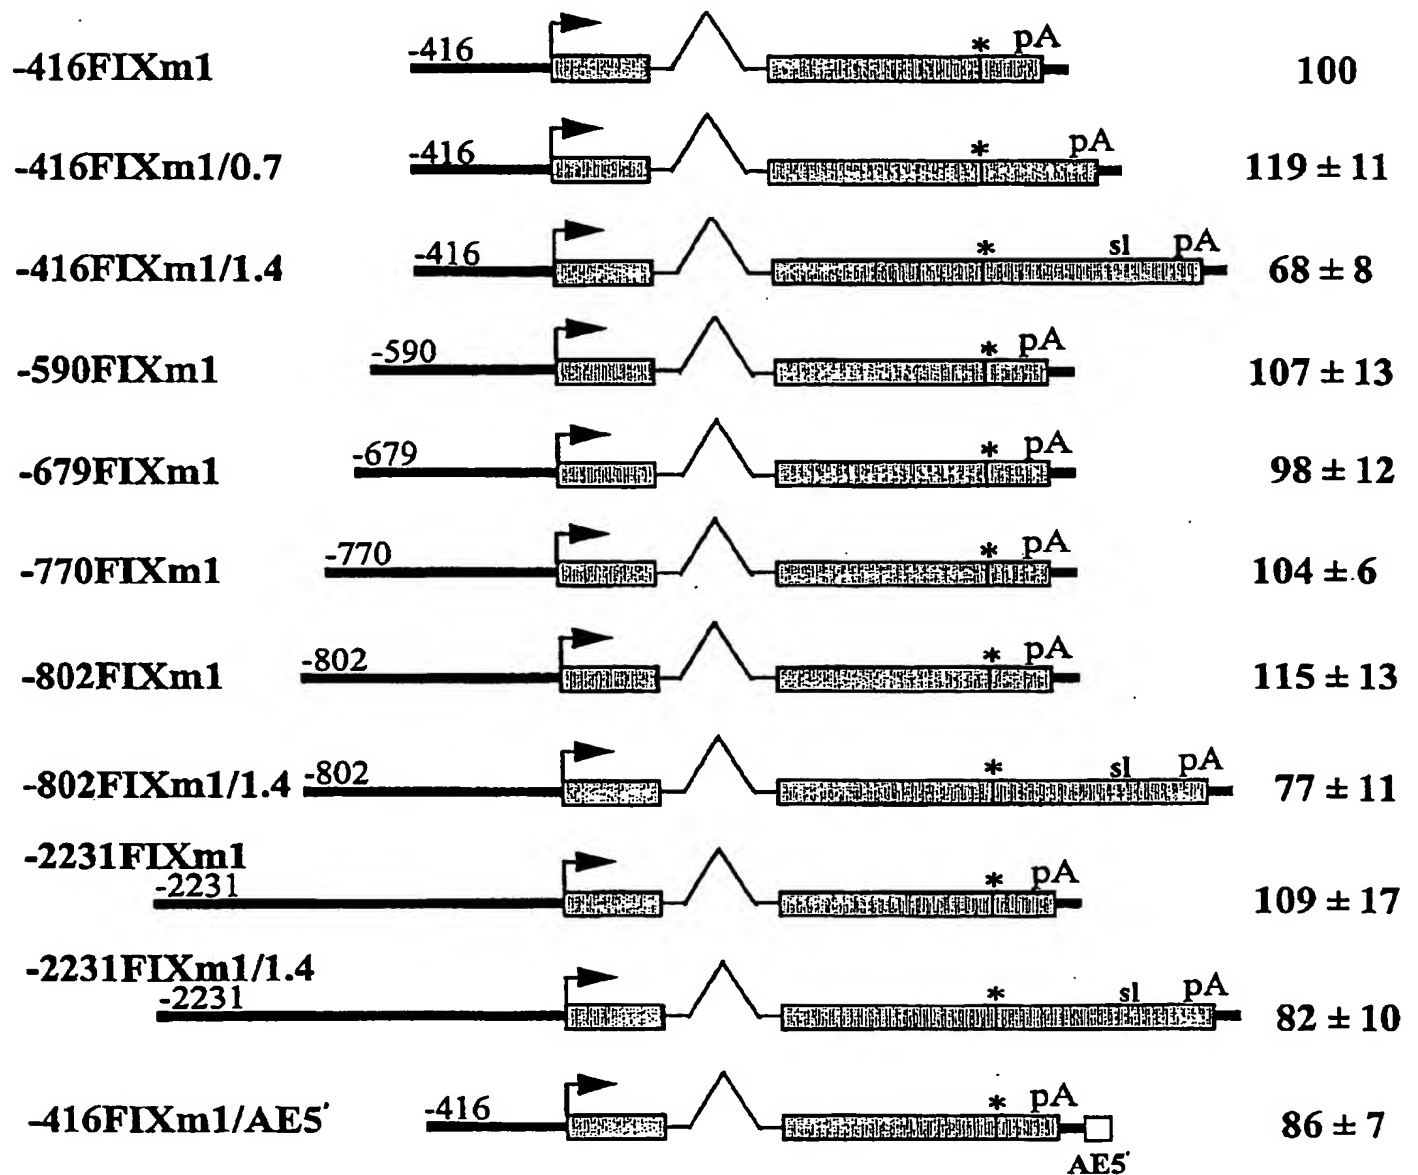 -416FIXm1 -416 * pA 100
-416FIXm1/0.7 -416 * pA 119 ± 11
-416FIXm1/1.4 -416 * sl pA 68 ± 8
-590FIXm1 -590 * pA 107 ± 13
-679FIXm1 -679 * pA 98 ± 12
-770FIXm1 -770 * pA 104 ± 6
-802FIXm1 -802 * pA 115 ± 13
-802FIXm1/1.4 -802 * sl pA 77 ± 11
-2231FIXm1 -2231 * pA 109 ± 17
-2231FIXm1/1.4 -2231 * sl pA 82 ± 10
-416FIXm1/AE5' -416 * pA 86 ± 7
AE5'